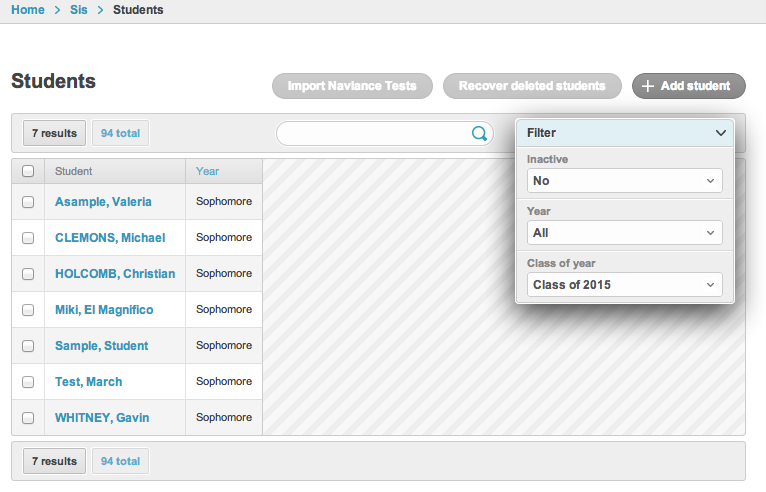 Home > Sis > Students
Students
Import Naviance Tests
Recover deleted students
+ Add student
7 results
94 total
Filter
Inactive
No
Year
All
Class of year
Class of 2015
Student Year
Asample, Valeria Sophomore
CLEMONS, Michael Sophomore
HOLCOMB, Christian Sophomore
Miki, El Magnifico Sophomore
Sample, Student Sophomore
Test, March Sophomore
WHITNEY, Gavin Sophomore
7 results
94 total